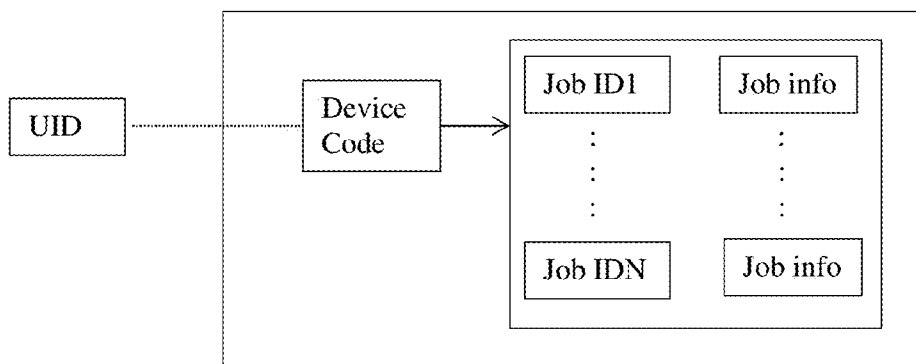 UID
Device
Code
Job ID1
Job info
Job IDN
Job info